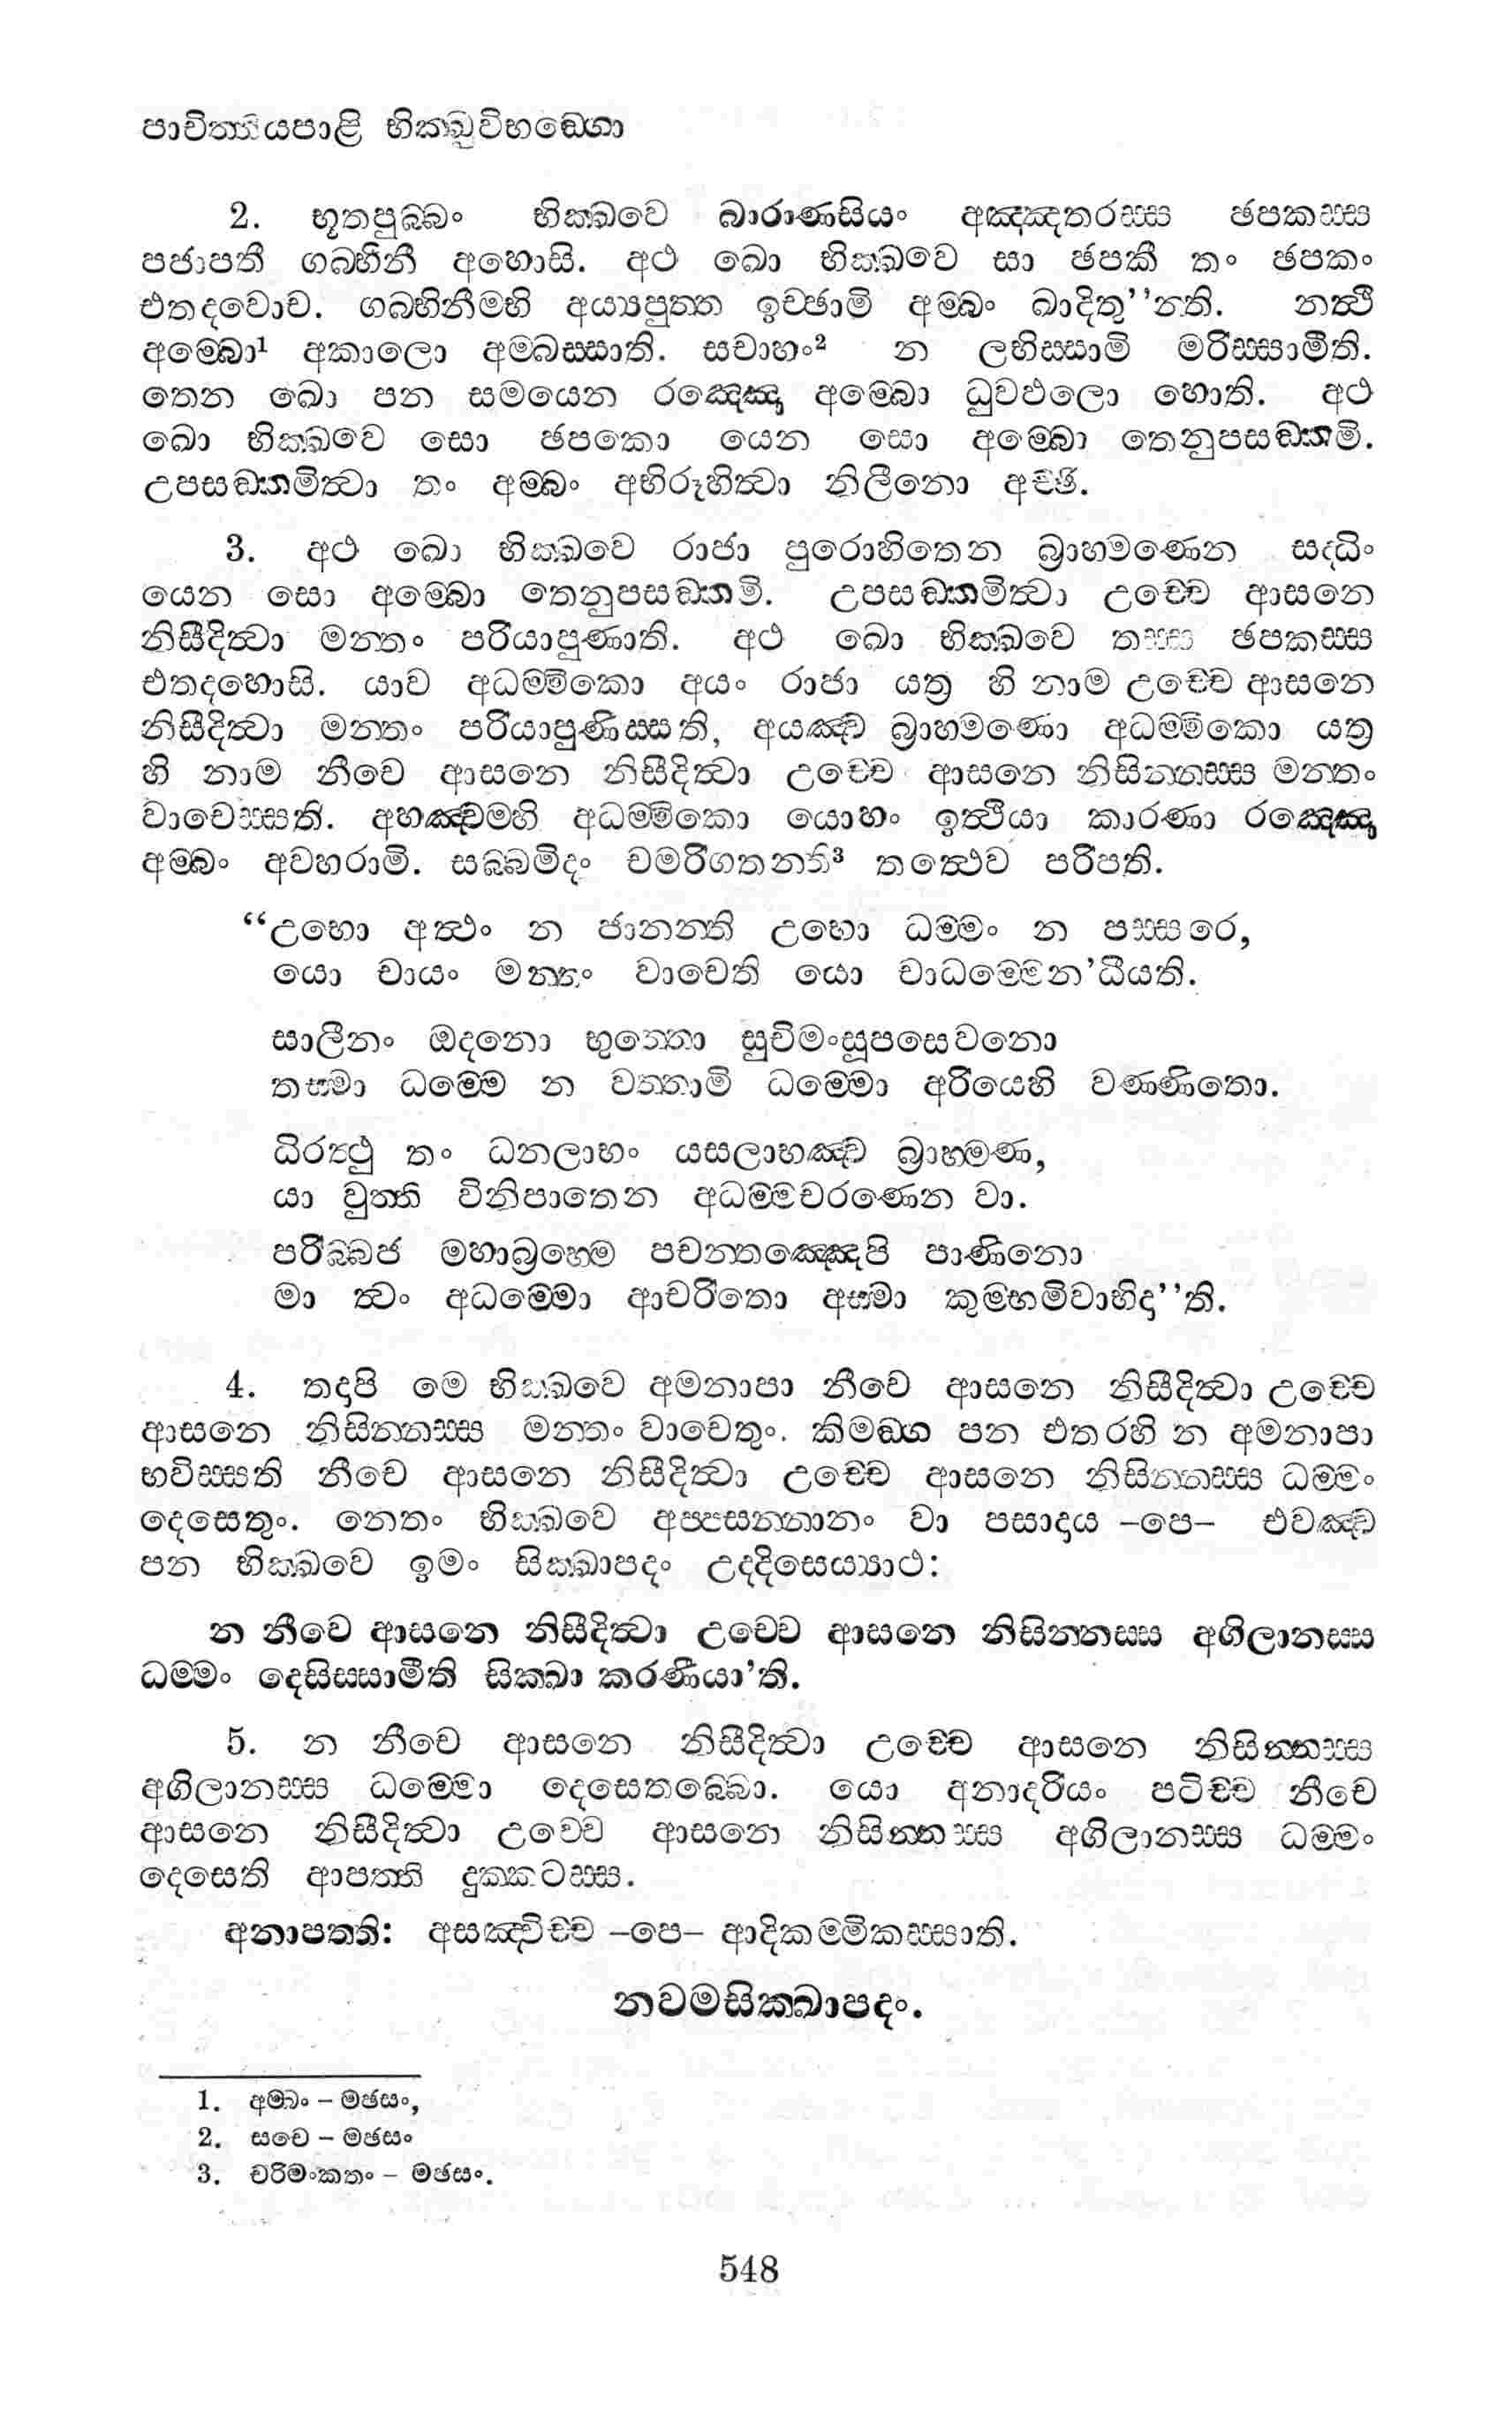 පාචිත්තියපාළි භික්ඛුවිභඞ්ගො
2. භූතපුබ්බං භික්ඛවෙ බාරාණසියං අඤ්ඤතරස්ස ඡපකස්ස
පජාපතී ගබ්භිනී අහොසි. අථ ඛො භික්ඛවෙ සා ඡපකී තං ඡපකං
එතදවොච. ගබ්භිනීම්භි අය්‍යපුත්ත ඉච්ඡාමි අම්බං ඛාදිතු’’න්ති. නත්ථි
අම්බො1 අකාලො අම්බස්සාති. සචාහං2 න ලභිස්සාමි මරිස්සාමීති.
තෙන ඛො පන සමයෙන රඤ්ඤො අම්බො ධුවඵලො හොති. අථ
ඛො භික්ඛවෙ සො ඡපකො යෙන සො අම්බො තෙනුපසඞ්කමි.
උපසඞ්කමිත්වා තං අම්බං අභිරූහිත්වා නිලීනො අච්ඡි.
3. අථ ඛො භික්ඛවෙ රාජා පුරොහිතෙන බ්‍රාහ්මණෙන සද්ධිං
යෙන සො අම්බො තෙනුපසඞ්කමි. උපසඞ්කමිත්වා උච්චෙ ආසනෙ
නිසීදිත්වා මන්තං පරියාපුණාති. අථ ඛො භික්ඛවෙ තස්ස ඡපකස්ස
එතදහොසි. යාව අධම්මිකො අයං රාජා යත්‍ර හි නාම උච්චෙ ආසනෙ
නිසීදිත්වා මන්තං පරියාපුණිස්සති, අයඤ්ච බ්‍රාහ්මණො අධම්මිකො යත්‍ර
හි නාම නීචෙ ආසනෙ නිසීදිත්වා උච්චෙ ආසනෙ නිසින්නස්ස මන්තං
වාචෙස්සති. අහඤ්චම්හි අධම්මිකො යොහං ඉත්ථියා කාරණා රඤ්ඤො
අම්බං අවහරාමි. සබ්බමිදං චමරිගතන්ති3 තත්ථෙව පරිපති.
‘‘උභො අත්ථං න ජානන්ති උභො ධම්මං න පස්සරෙ,
යො චායං මන්තං වාචෙති යො චාධම්මෙන’ධීයති.
සාලීනං ඔදනො භුත්තො සුචිමංසූපසෙවනො
තස්මා ධම්මෙ න වත්තාමි ධම්මො අරියෙහි වණ්ණිතො.
ධිරත්ථු තං ධනලාභං යසලාභඤ්ච බ්‍රාහ්මණ,
යා වුත්ති විනිපාතෙන අධම්මචරණෙන වා.
පරිබ්බජ මහාබ්‍රහ්මෙ පචන්තඤ්ඤෙපි පාණිනො
මා ත්වං අධම්මො ආචරිතො අස්මා කුම්භමිවාභිදා’’ති.
4. තදාපි මෙ භික්ඛවෙ අමනාපා නීචෙ ආසනෙ නිසීදිත්වා උච්චෙ
ආසනෙ නිසින්නස්ස මන්තං වාචෙතුං. කිමඞ්ග පන එතරහි න අමනාපා
භවිස්සති නීචෙ ආසනෙ නිසීදිත්වා උච්චෙ ආසනෙ නිසින්නස්ස ධම්මං
දෙසෙතුං. නෙතං භික්ඛවෙ අප්පසන්නානං වා පසාදාය –පෙ– එවඤ්ච
පන භික්ඛවෙ ඉමං සික්ඛාපදං උද්දිසෙය්‍යාථ:
න නීචෙ ආසනෙ නිසීදිත්වා උච්චෙ ආසනෙ නිසින්නස්ස අගිලානස්ස
ධම්මං දෙසිස්සාමීති සික්ඛා කරණීයා’ති.
5. න නීචෙ ආසනෙ නිසීදිත්වා උච්චෙ ආසනෙ නිසින්නස්ස
අගිලානස්ස ධම්මො දෙසෙතබ්බො. යො අනාදරියං පටිච්ච නීචෙ
ආසනෙ නිසීදිත්වා උච්චෙ ආසනෙ නිසින්නස්ස අගිලානස්ස ධම්මං
දෙසෙති ආපත්ති දුක්කටස්ස.
අනාපත්ති: අසඤ්චිච්ච –පෙ– ආදිකම්මිකස්සාති.
නවමසික්ඛාපදං.
1. අම්බං – මඡසං,
2. සචෙ – මඡසං
3. චරිමංකතං – මඡසං.
548